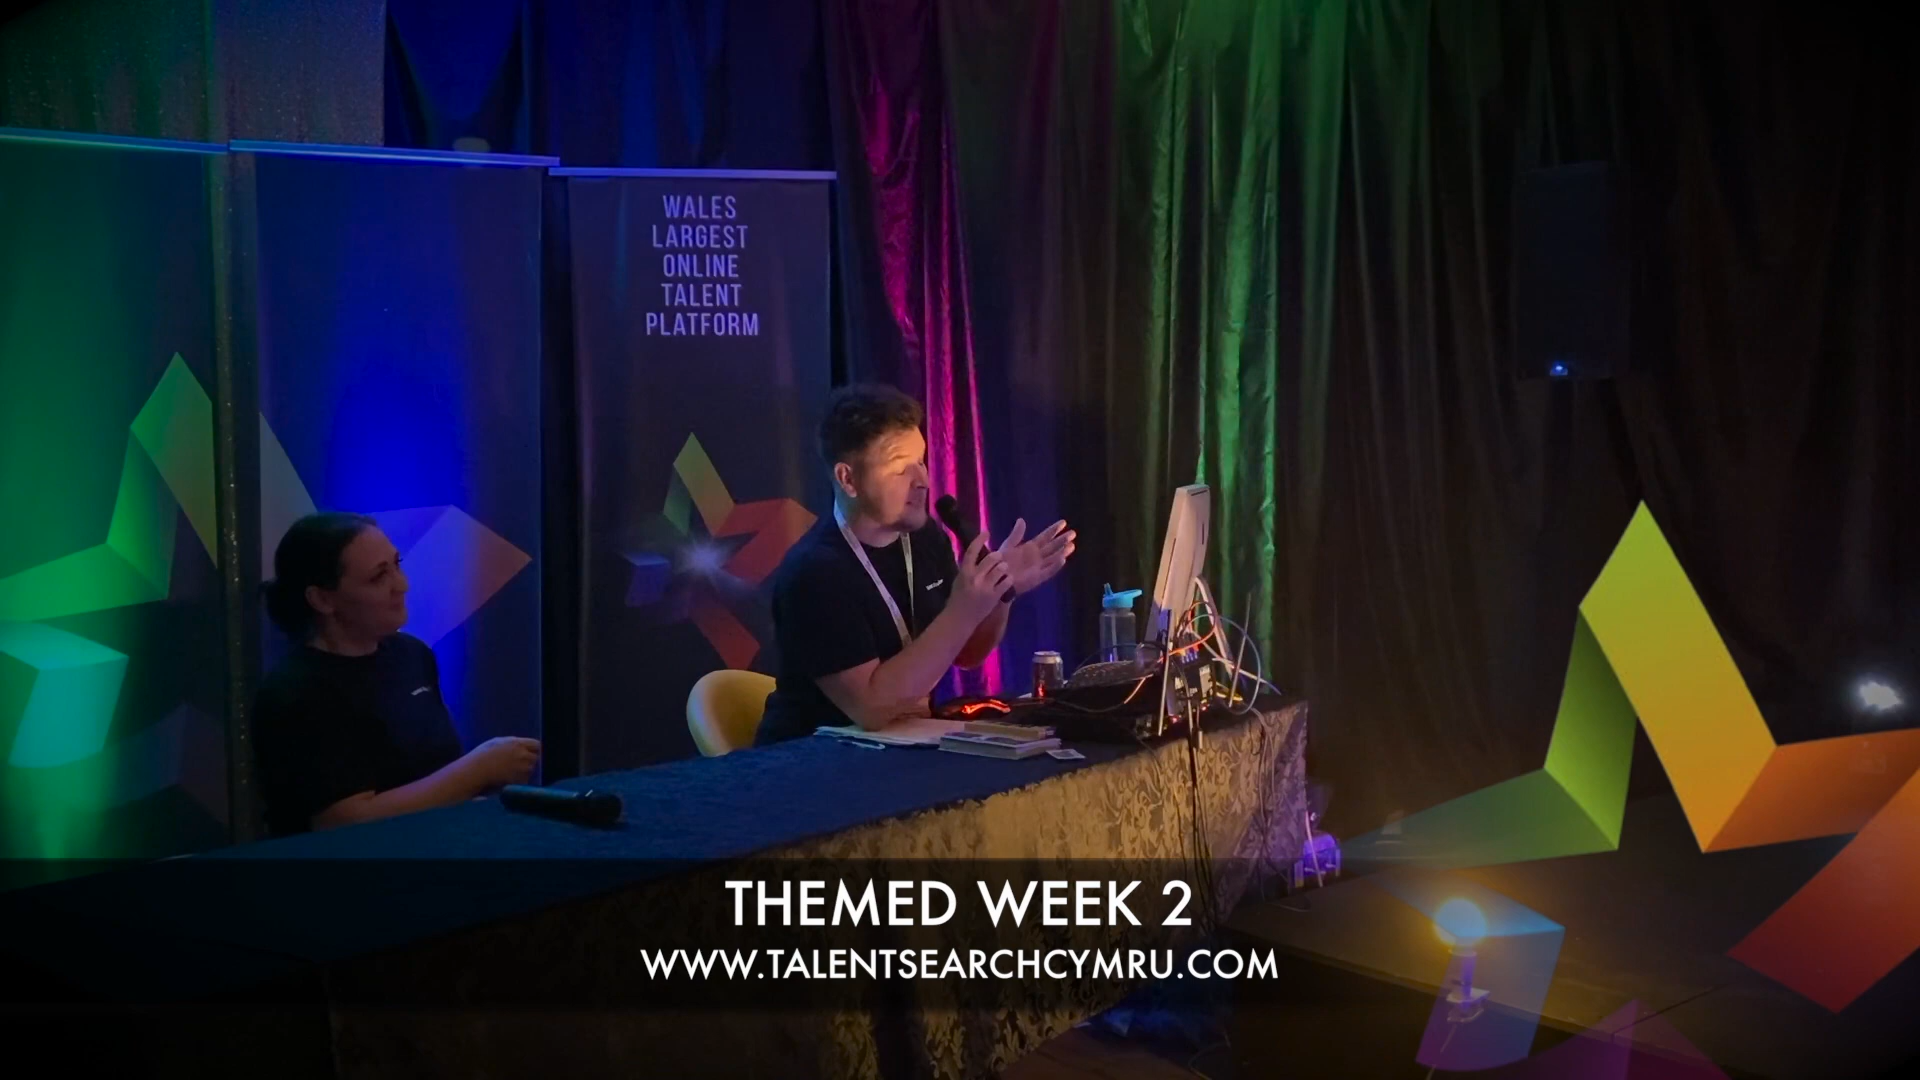 WALES
LARGEST
ONLINE
TALENT
PLATFORM
THEMED WEEK 2
WWW.TALENTSEARCHCYMRU.COM